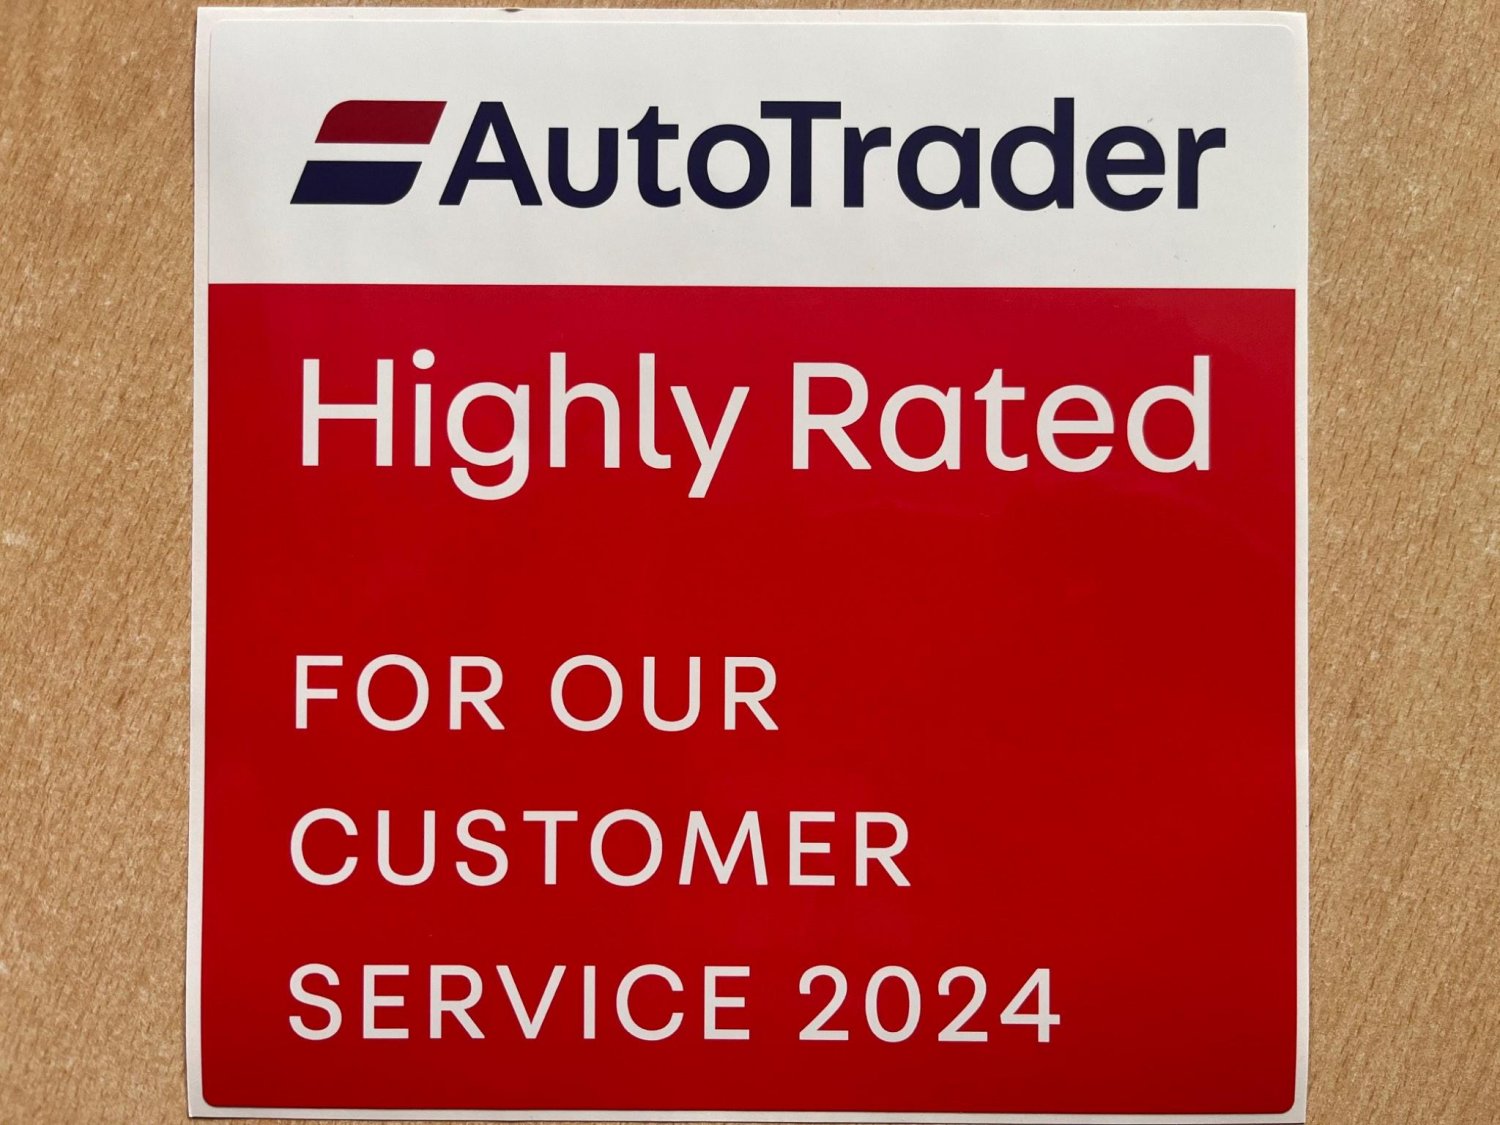 AutoTrader
Highly Rated
FOR OUR
CUSTOMER
SERVICE 2024